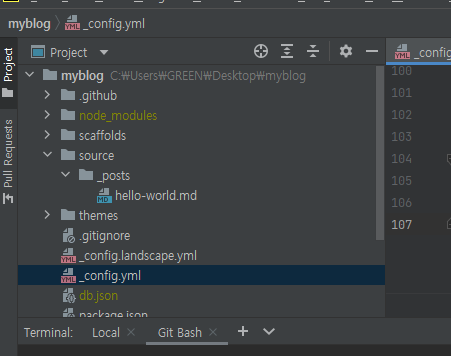 myblog 〉 _config.yml
Project
Project
Pull Requests
myblog C:₩Users₩GREEN₩Desktop₩myblog
.github
node_modules
scaffolds
source
_posts
hello-world.md
themes
.gitignore
_config.landscape.yml
_config.yml
db.json
package.json
_config
100
101
102
103
104
105
106
107
Terminal: Local × Git Bash × +